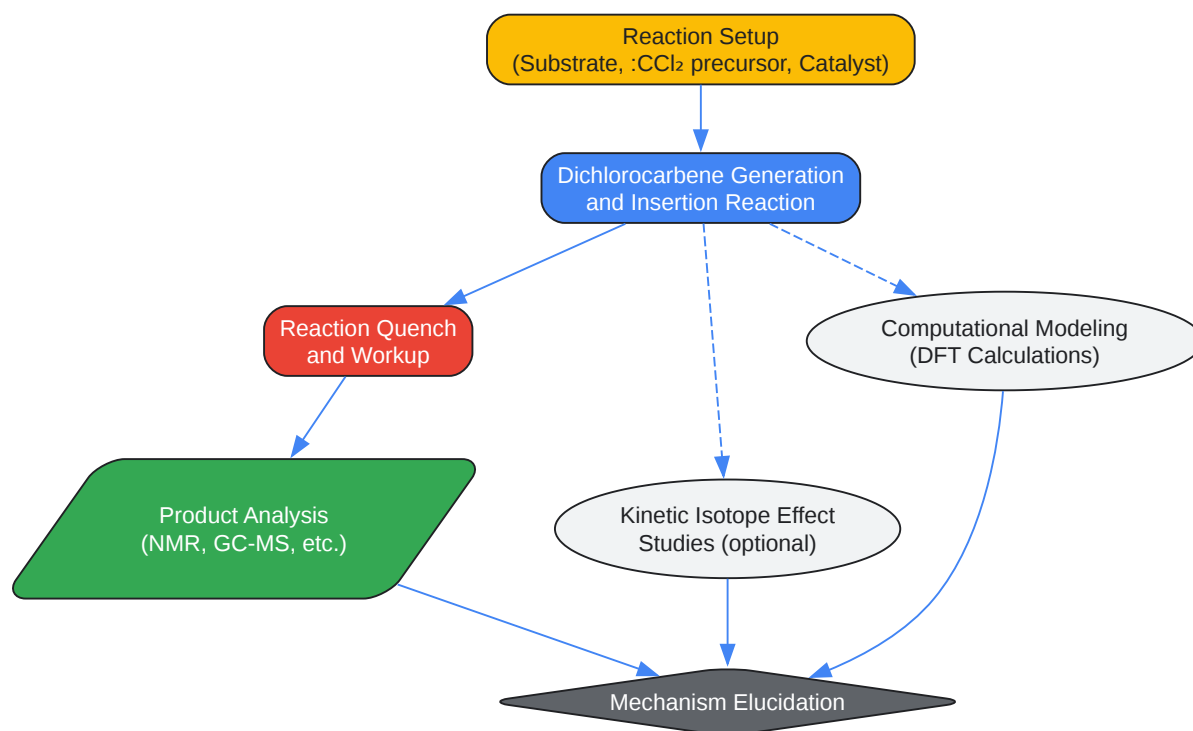 Reaction Setup
(Substrate, :CCl₂ precursor, Catalyst)
Dichlorocarbene Generation
and Insertion Reaction
Reaction Quench
and Workup
Computational Modeling
(DFT Calculations)
Product Analysis
(NMR, GC-MS, etc.)
Kinetic Isotope Effect
Studies (optional)
Mechanism Elucidation